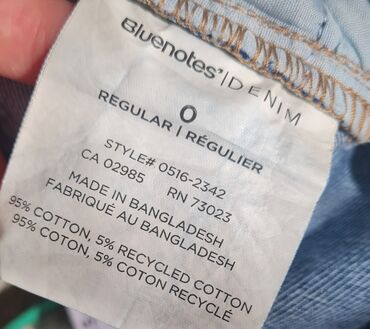 Bluenotes' | DENIM
0
REGULAR | RÉGULIER
STYLE# 0516-2342
CA 02985 RN 73023
MADE IN BANGLADESH
FABRIQUÉ AU BANGLADESH
95% COTTON, 5% RECYCLED COTTON
95% COTON, 5% COTON RECYCLÉ